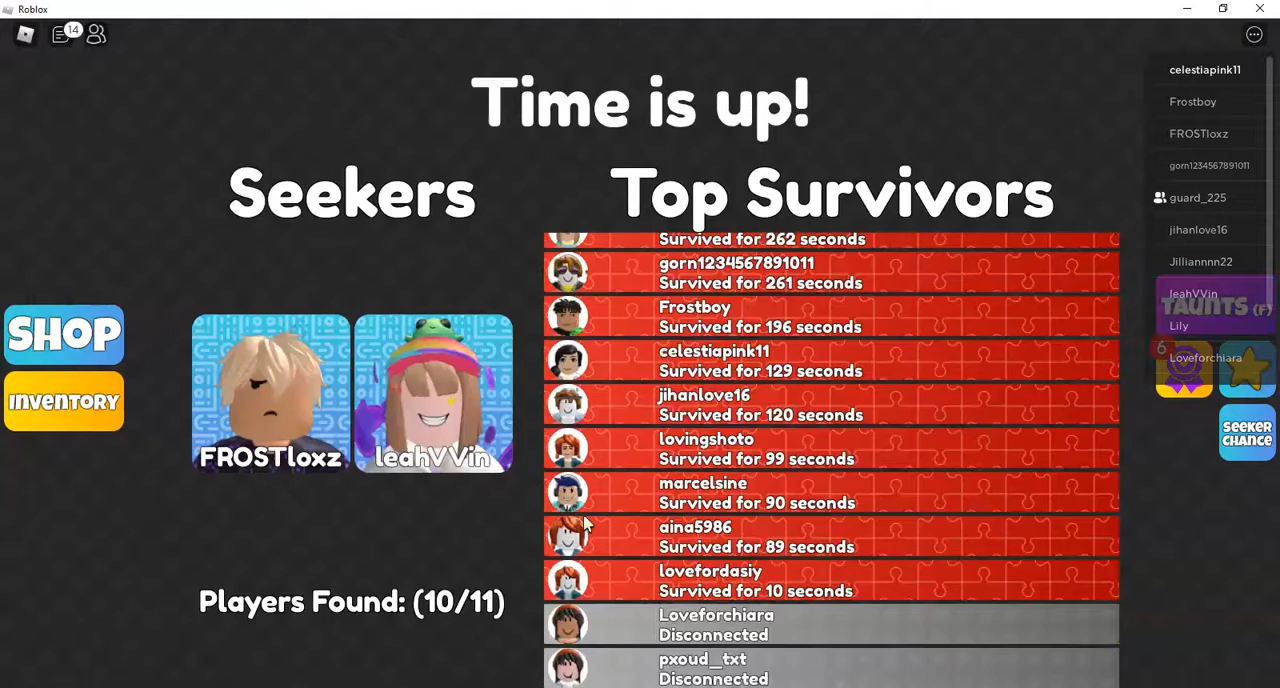 Roblox
14
Time is up!
Seekers
Top Survivors
Survived for 262 seconds
gorn1234567891011
Survived for 261 seconds
Frostboy
Survived for 196 seconds
celestiapink11
Survived for 129 seconds
jihanlove16
Survived for 120 seconds
lovingshoto
Survived for 99 seconds
marcelsine
Survived for 90 seconds
aina5986
Survived for 89 seconds
lovefordasiy
Survived for 10 seconds
Loveforchiara
Disconnected
pxoud__txt
Disconnected
SHOP
INVENTORY
FROSTloxz
leahVVin
Players Found: (10/11)
celestiapink11
Frostboy
FROSTloxz
gorn1234567891011
guard_225
jihanlove16
Jilliannnn22
leahVVin
TAUNTS (F)
Lily
6
Loveforchiara
SEEKER
CHANCE